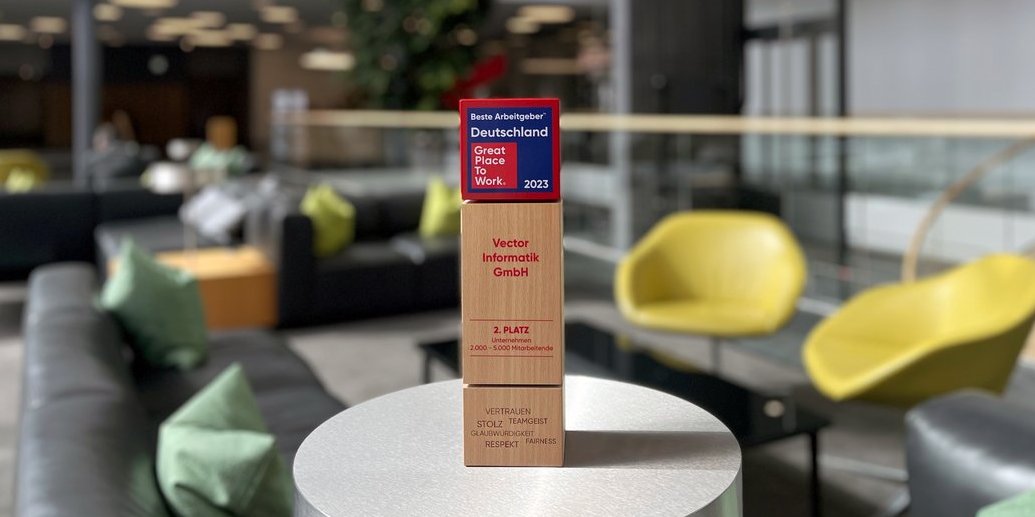 Beste Arbeitgeber™
Deutschland
Great
Place
To
Work.
2023
Vector
Informatik
GmbH
2. PLATZ
Unternehmen
2.000 - 5.000 Mitarbeitende
VERTRAUEN
STOLZ TEAMGEIST
GLAUBWÜRDIGKEIT
RESPEKT FAIRNESS